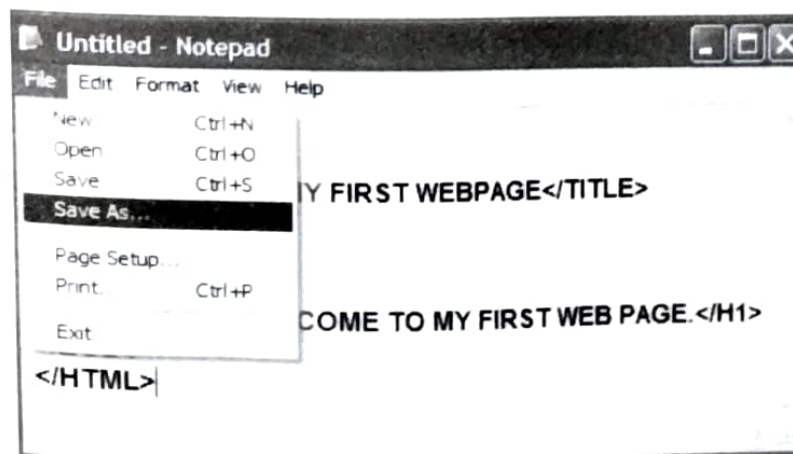 Untitled - Notepad
File Edit Format View Help
New Ctrl+N
Open Ctrl+O
Save Ctrl+S
Y FIRST WEBPAGE</TITLE>
Save As...
Page Setup...
Print... Ctrl+P
COME TO MY FIRST WEB PAGE.</H1>
Exit
</HTML>